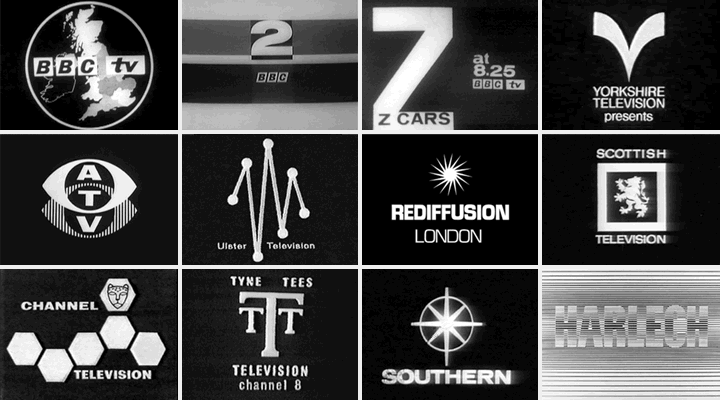 BBC tv
2
BBC
7
at
8.25
BBC tv
Z CARS
YORKSHIRE
TELEVISION
presents
ATV
Ulster Television
REDIFFUSION
LONDON
SCOTTISH
TELEVISION
CHANNEL
TELEVISION
TYNE TEES
TTT
TELEVISION
channel 8
SOUTHERN
HARLECH